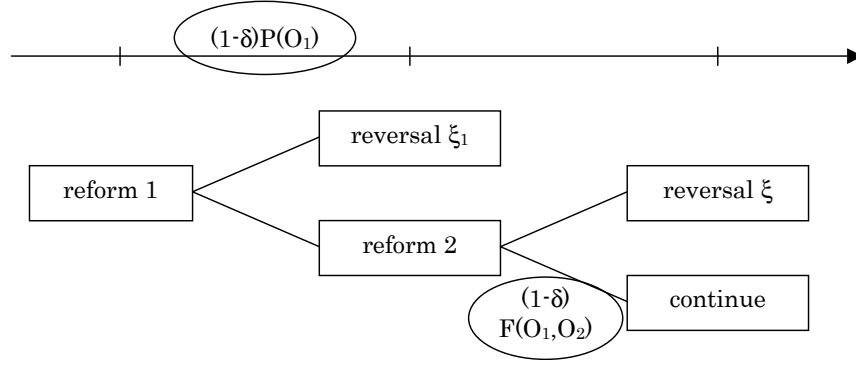 (1-δ)P(O₁)
reversal ξ₁
reform 1
reversal ξ
reform 2
(1-δ)
F(O₁,O₂)
continue